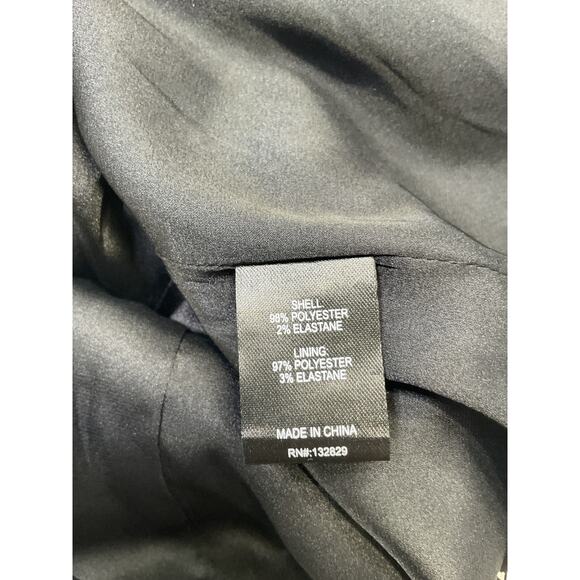 SHELL
98% POLYESTER
2% ELASTANE
LINING:
97% POLYESTER
3% ELASTANE
MADE IN CHINA
RN#:132829